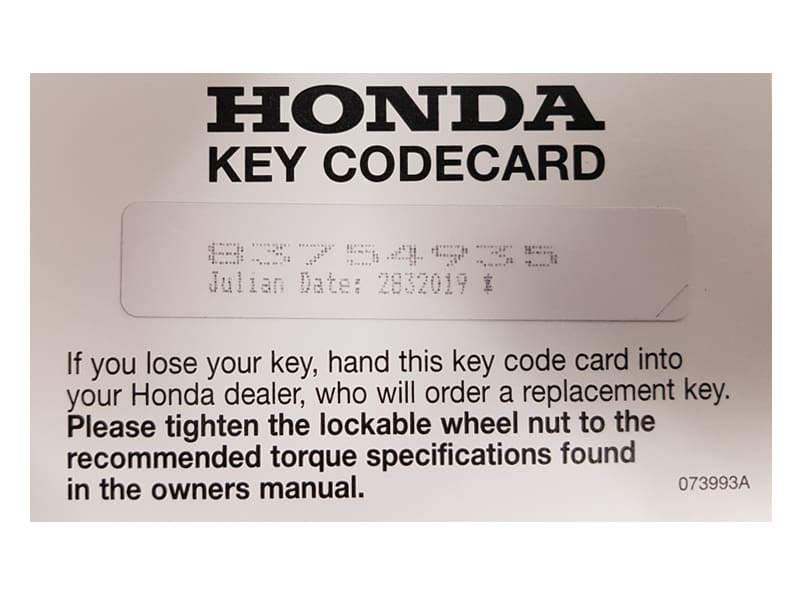 HONDA
KEY CODECARD
83754935
Julian Date: 2832019
If you lose your key, hand this key code card into
your Honda dealer, who will order a replacement key.
Please tighten the lockable wheel nut to the
recommended torque specifications found
in the owners manual.
073993A